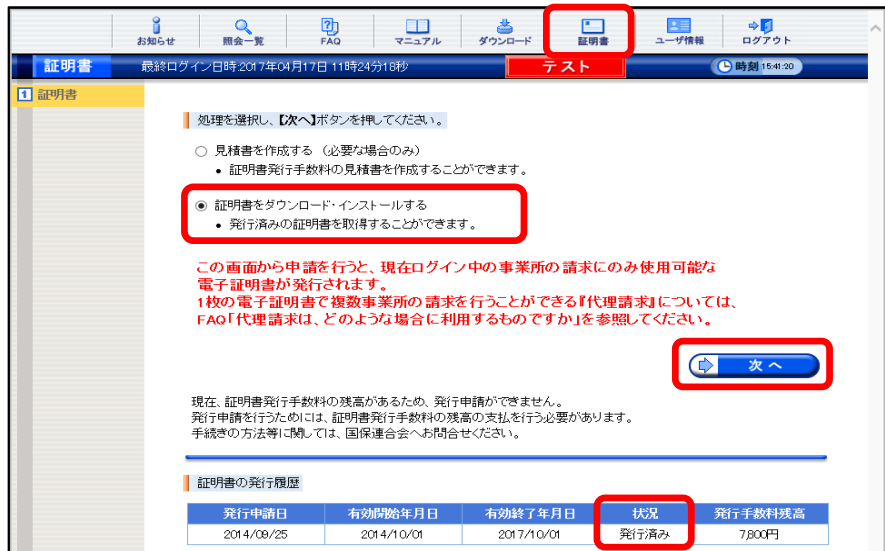 お知らせ
照会一覧
FAQ
マニュアル
ダウンロード
証明書
ユーザ情報
ログアウト
証明書
最終ログイン日時:2017年04月17日 11時24分18秒
テスト
時刻 15:41:20
1 証明書
処理を選択し、【次へ】ボタンを押してください。
見積書を作成する (必要な場合のみ)
• 証明書発行手数料の見積書を作成することができます。
証明書をダウンロード・インストールする
• 発行済みの証明書を取得することができます。
この画面から申請を行うと、現在ログイン中の事業所の請求にのみ使用可能な
電子証明書が発行されます。
1枚の電子証明書で複数事業所の請求を行うことができる『代理請求』については、
FAQ「代理請求は、どのような場合に利用するものですか」を参照してください。
次へ
現在、証明書発行手数料の残高があるため、発行申請ができません。
発行申請を行うためには、証明書発行手数料の残高の支払を行う必要があります。
手続きの方法等に関しては、国保連合会へお問合せください。
証明書の発行履歴
発行申請日 有効開始年月日 有効終了年月日 状況 発行手数料残高
2014/09/25 2014/10/01 2017/10/01 発行済み 7,800円